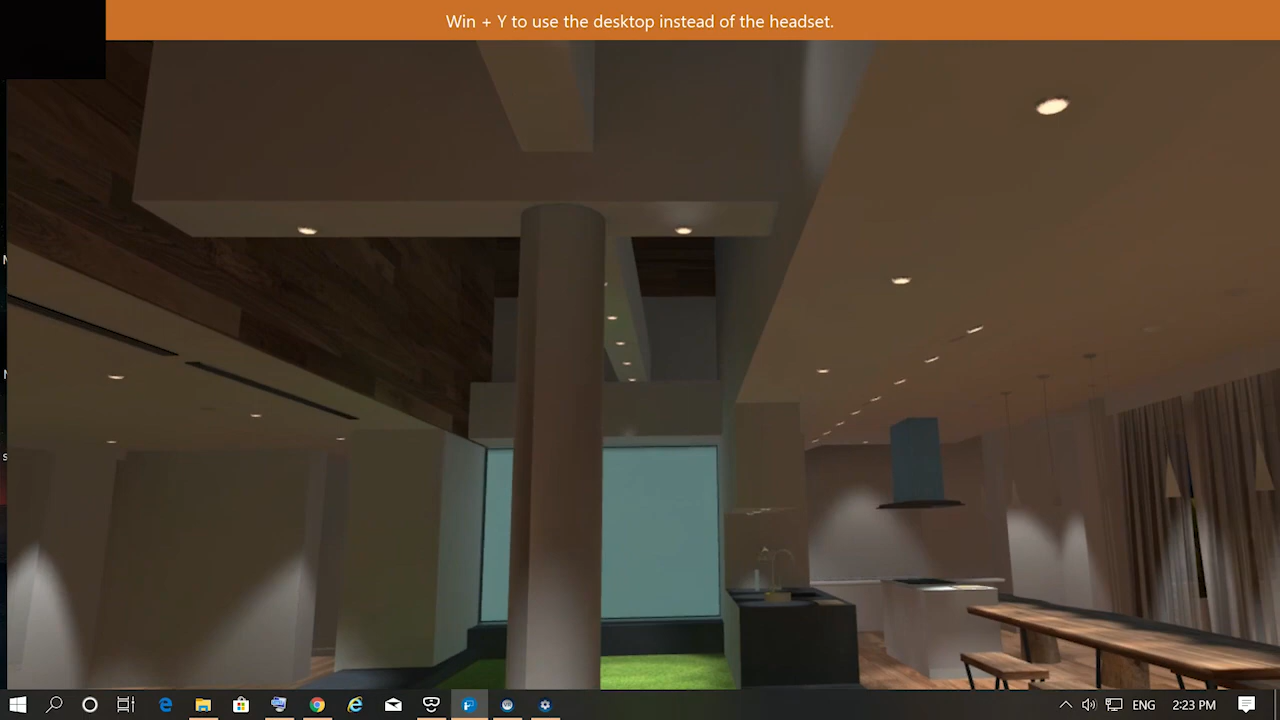 Win + Y to use the desktop instead of the headset.
ENG
2:23 PM